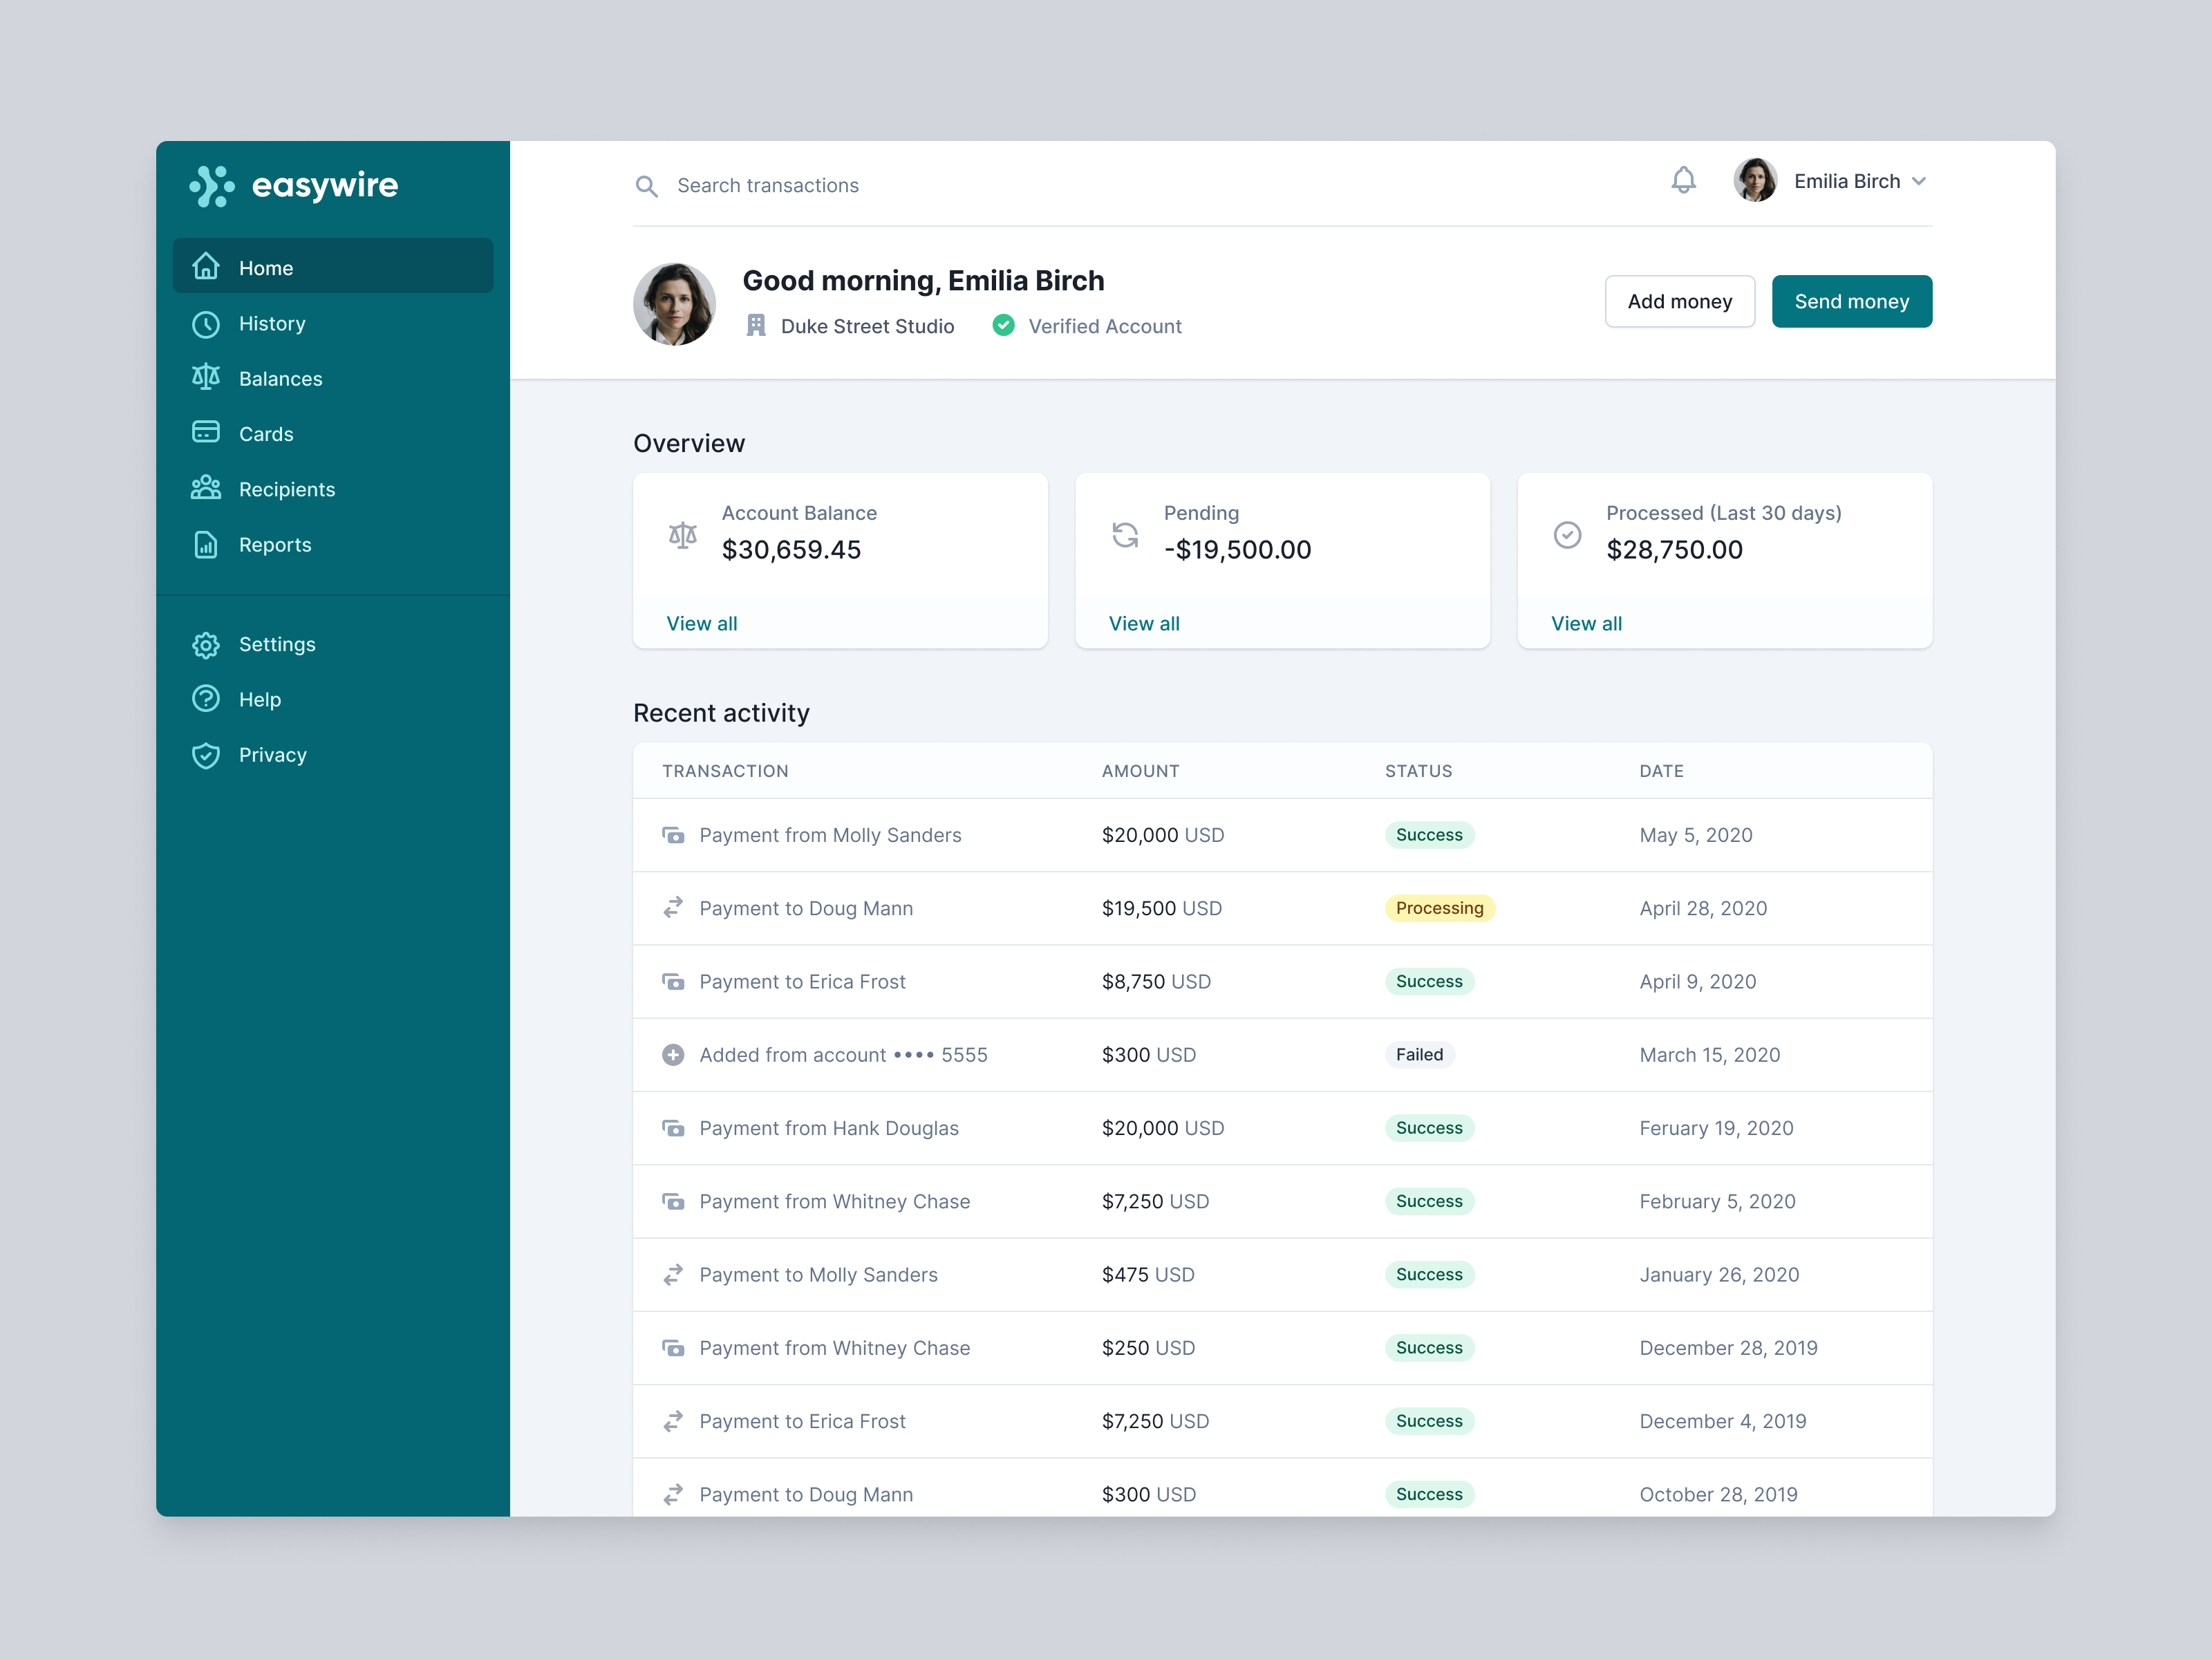 easywire
Search transactions
Emilia Birch
Home
History
Balances
Cards
Recipients
Reports
Settings
Help
Privacy
Good morning, Emilia Birch
Duke Street Studio Verified Account
Add money
Send money
Overview
Account Balance
$30,659.45
View all
Pending
-$19,500.00
View all
Processed (Last 30 days)
$28,750.00
View all
Recent activity
TRANSACTION AMOUNT STATUS DATE
Payment from Molly Sanders $20,000 USD Success May 5, 2020
Payment to Doug Mann $19,500 USD Processing April 28, 2020
Payment to Erica Frost $8,750 USD Success April 9, 2020
Added from account •••• 5555 $300 USD Failed March 15, 2020
Payment from Hank Douglas $20,000 USD Success Feruary 19, 2020
Payment from Whitney Chase $7,250 USD Success February 5, 2020
Payment to Molly Sanders $475 USD Success January 26, 2020
Payment from Whitney Chase $250 USD Success December 28, 2019
Payment to Erica Frost $7,250 USD Success December 4, 2019
Payment to Doug Mann $300 USD Success October 28, 2019